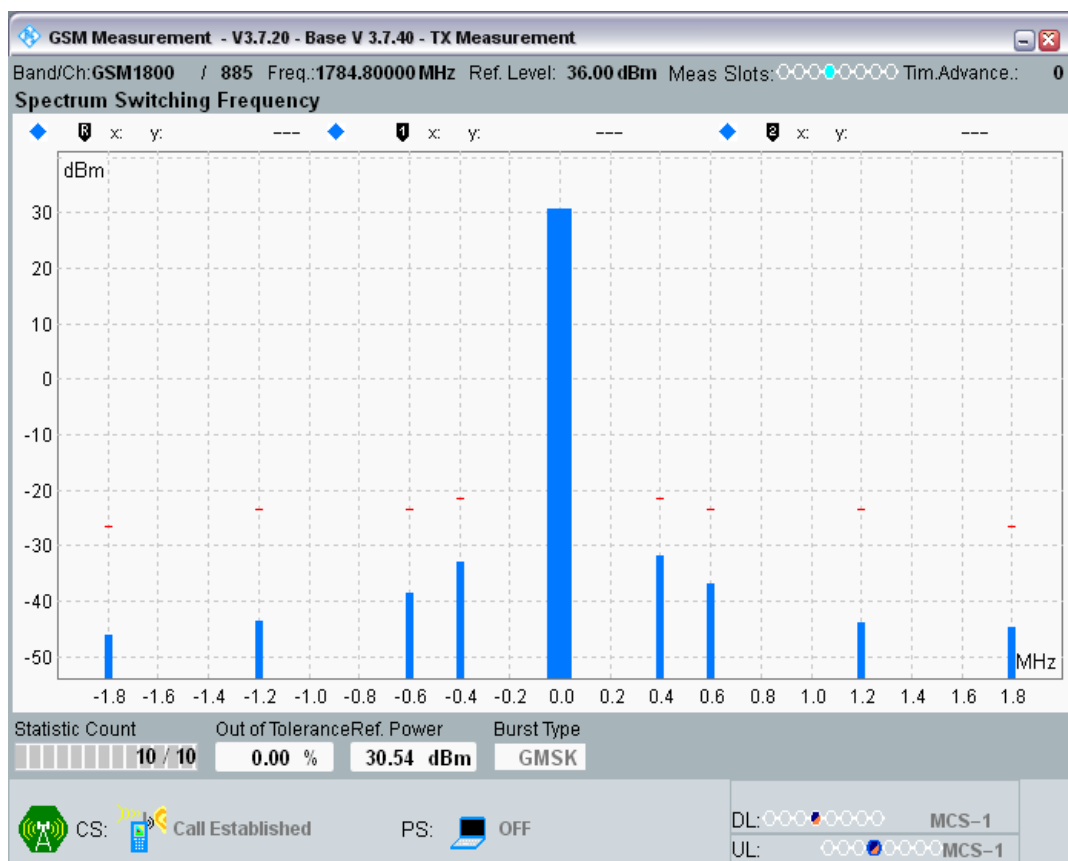 GSM Measurement - V3.7.20 - Base V 3.7.40 - TX Measurement
Band/Ch:GSM1800 / 885 Freq.:1784.80000MHz Ref. Level: 36.00 dBm Meas Slots: Tim.Advance.: 0
Spectrum Switching Frequency
R x: y: --- 1 x: y: --- 2 x: y: ---
dBm
30
20
10
0
-10
-20
-30
-40
-50
MHz
-1.8 -1.6 -1.4 -1.2 -1.0 -0.8 -0.6 -0.4 -0.2 0.0 0.2 0.4 0.6 0.8 1.0 1.2 1.4 1.6 1.8
Statistic Count Out of Tolerance Ref. Power Burst Type
10 / 10 0.00 % 30.54 dBm GMSK
CS: Call Established PS: OFF
DL: MCS-1
UL: MCS-1